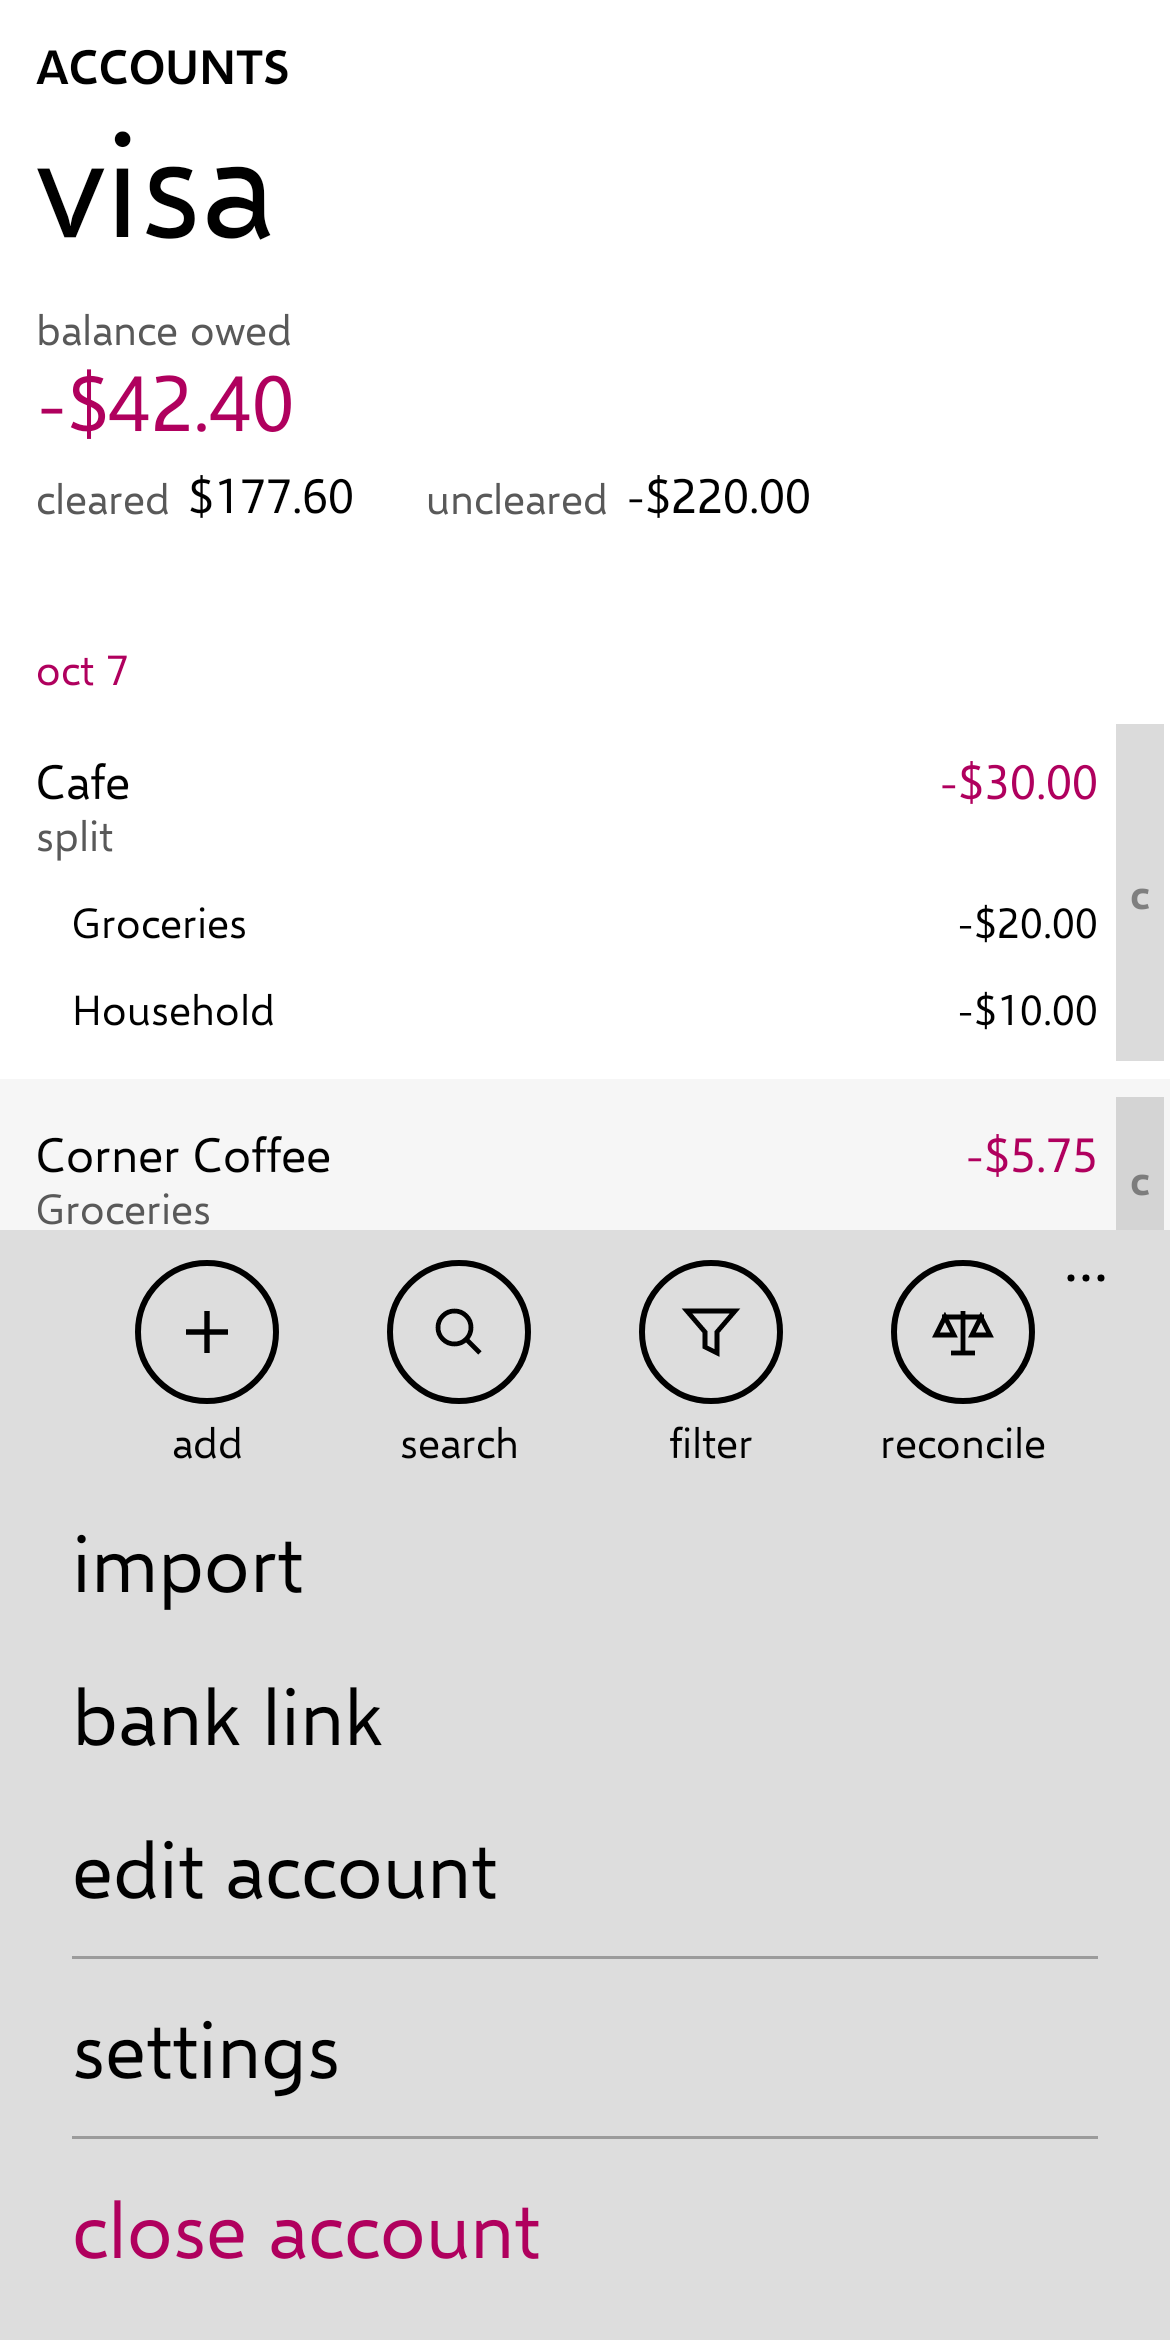 ACCOUNTS
visa
balance owed
-$42.40
cleared $177.60 uncleared -$220.00
oct 7
Cafe -$30.00
split
c
Groceries -$20.00
Household -$10.00
Corner Coffee -$5.75
c
Groceries
...
add search filter reconcile
import
bank link
edit account
settings
close account